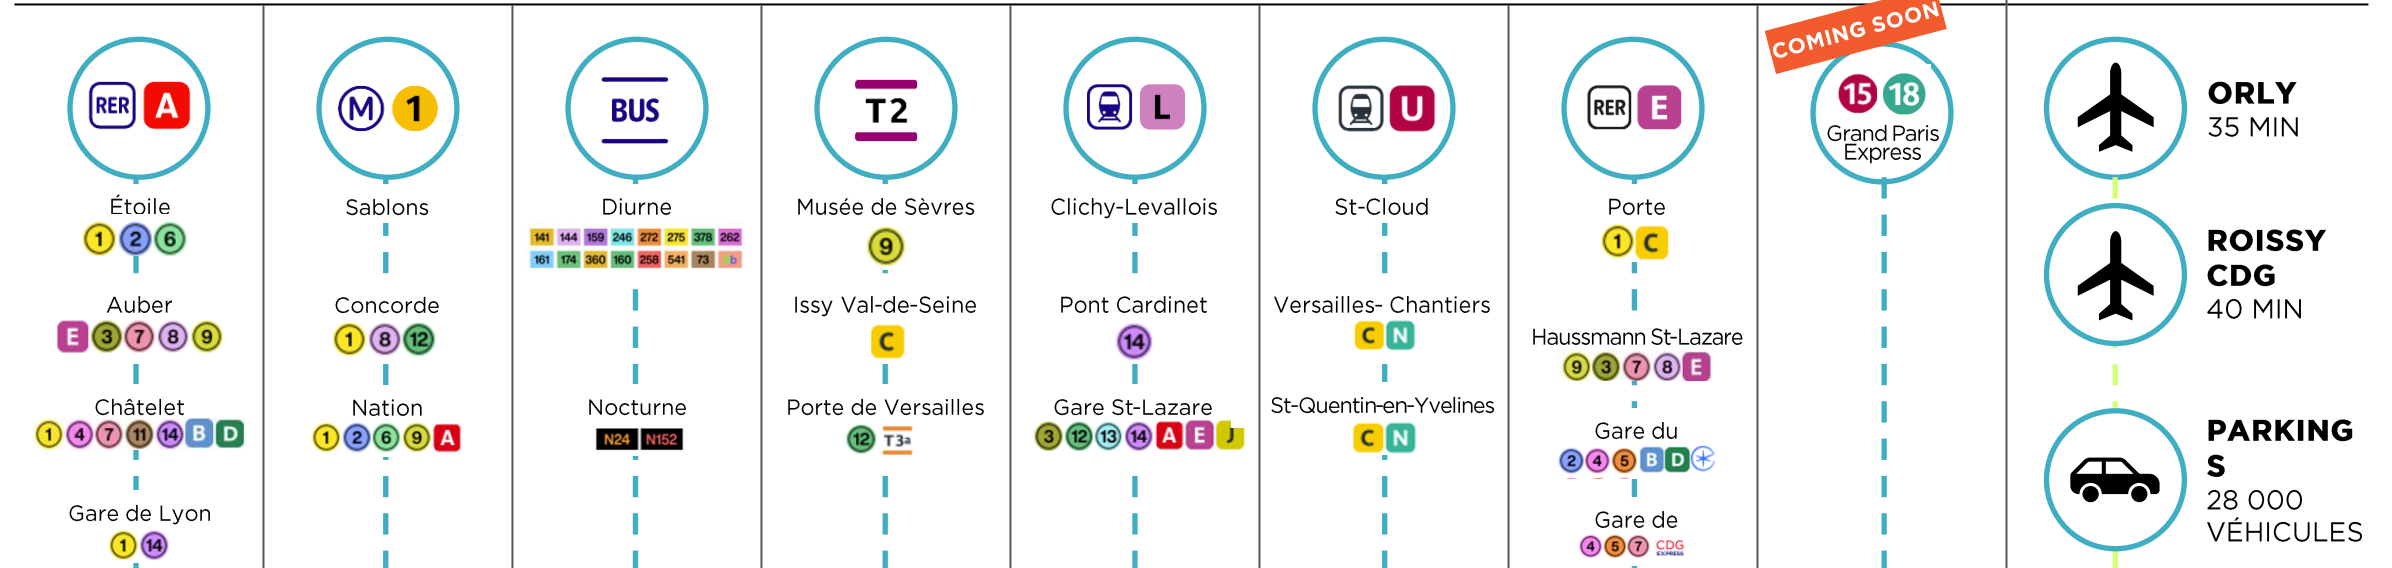 RER A
Étoile
1 2 6
Auber
E 3 7 8 9
Châtelet
1 4 7 11 14 B D
Gare de Lyon
1 14
M 1
Sablons
Concorde
1 8 12
Nation
1 2 6 9 A
BUS
Diurne
141 144 159 246 272 275 378 262
161 174 360 160 258 541 73
Nocturne
N24 N152
T2
Musée de Sèvres
9
Issy Val-de-Seine
C
Porte de Versailles
12 T3a
L
Clichy-Levallois
Pont Cardinet
14
Gare St-Lazare
3 12 13 14 A E J
U
St-Cloud
Versailles- Chantiers
C N
St-Quentin-en-Yvelines
C N
RER E
Porte
1 C
Haussmann St-Lazare
9 3 7 8 E
Gare du
2 4 5 B D
Gare de
4 5 7 CDG
EXPRESS
COMING SOON
15 18
Grand Paris
Express
ORLY
35 MIN
ROISSY
CDG
40 MIN
PARKING
S
28 000
VÉHICULES